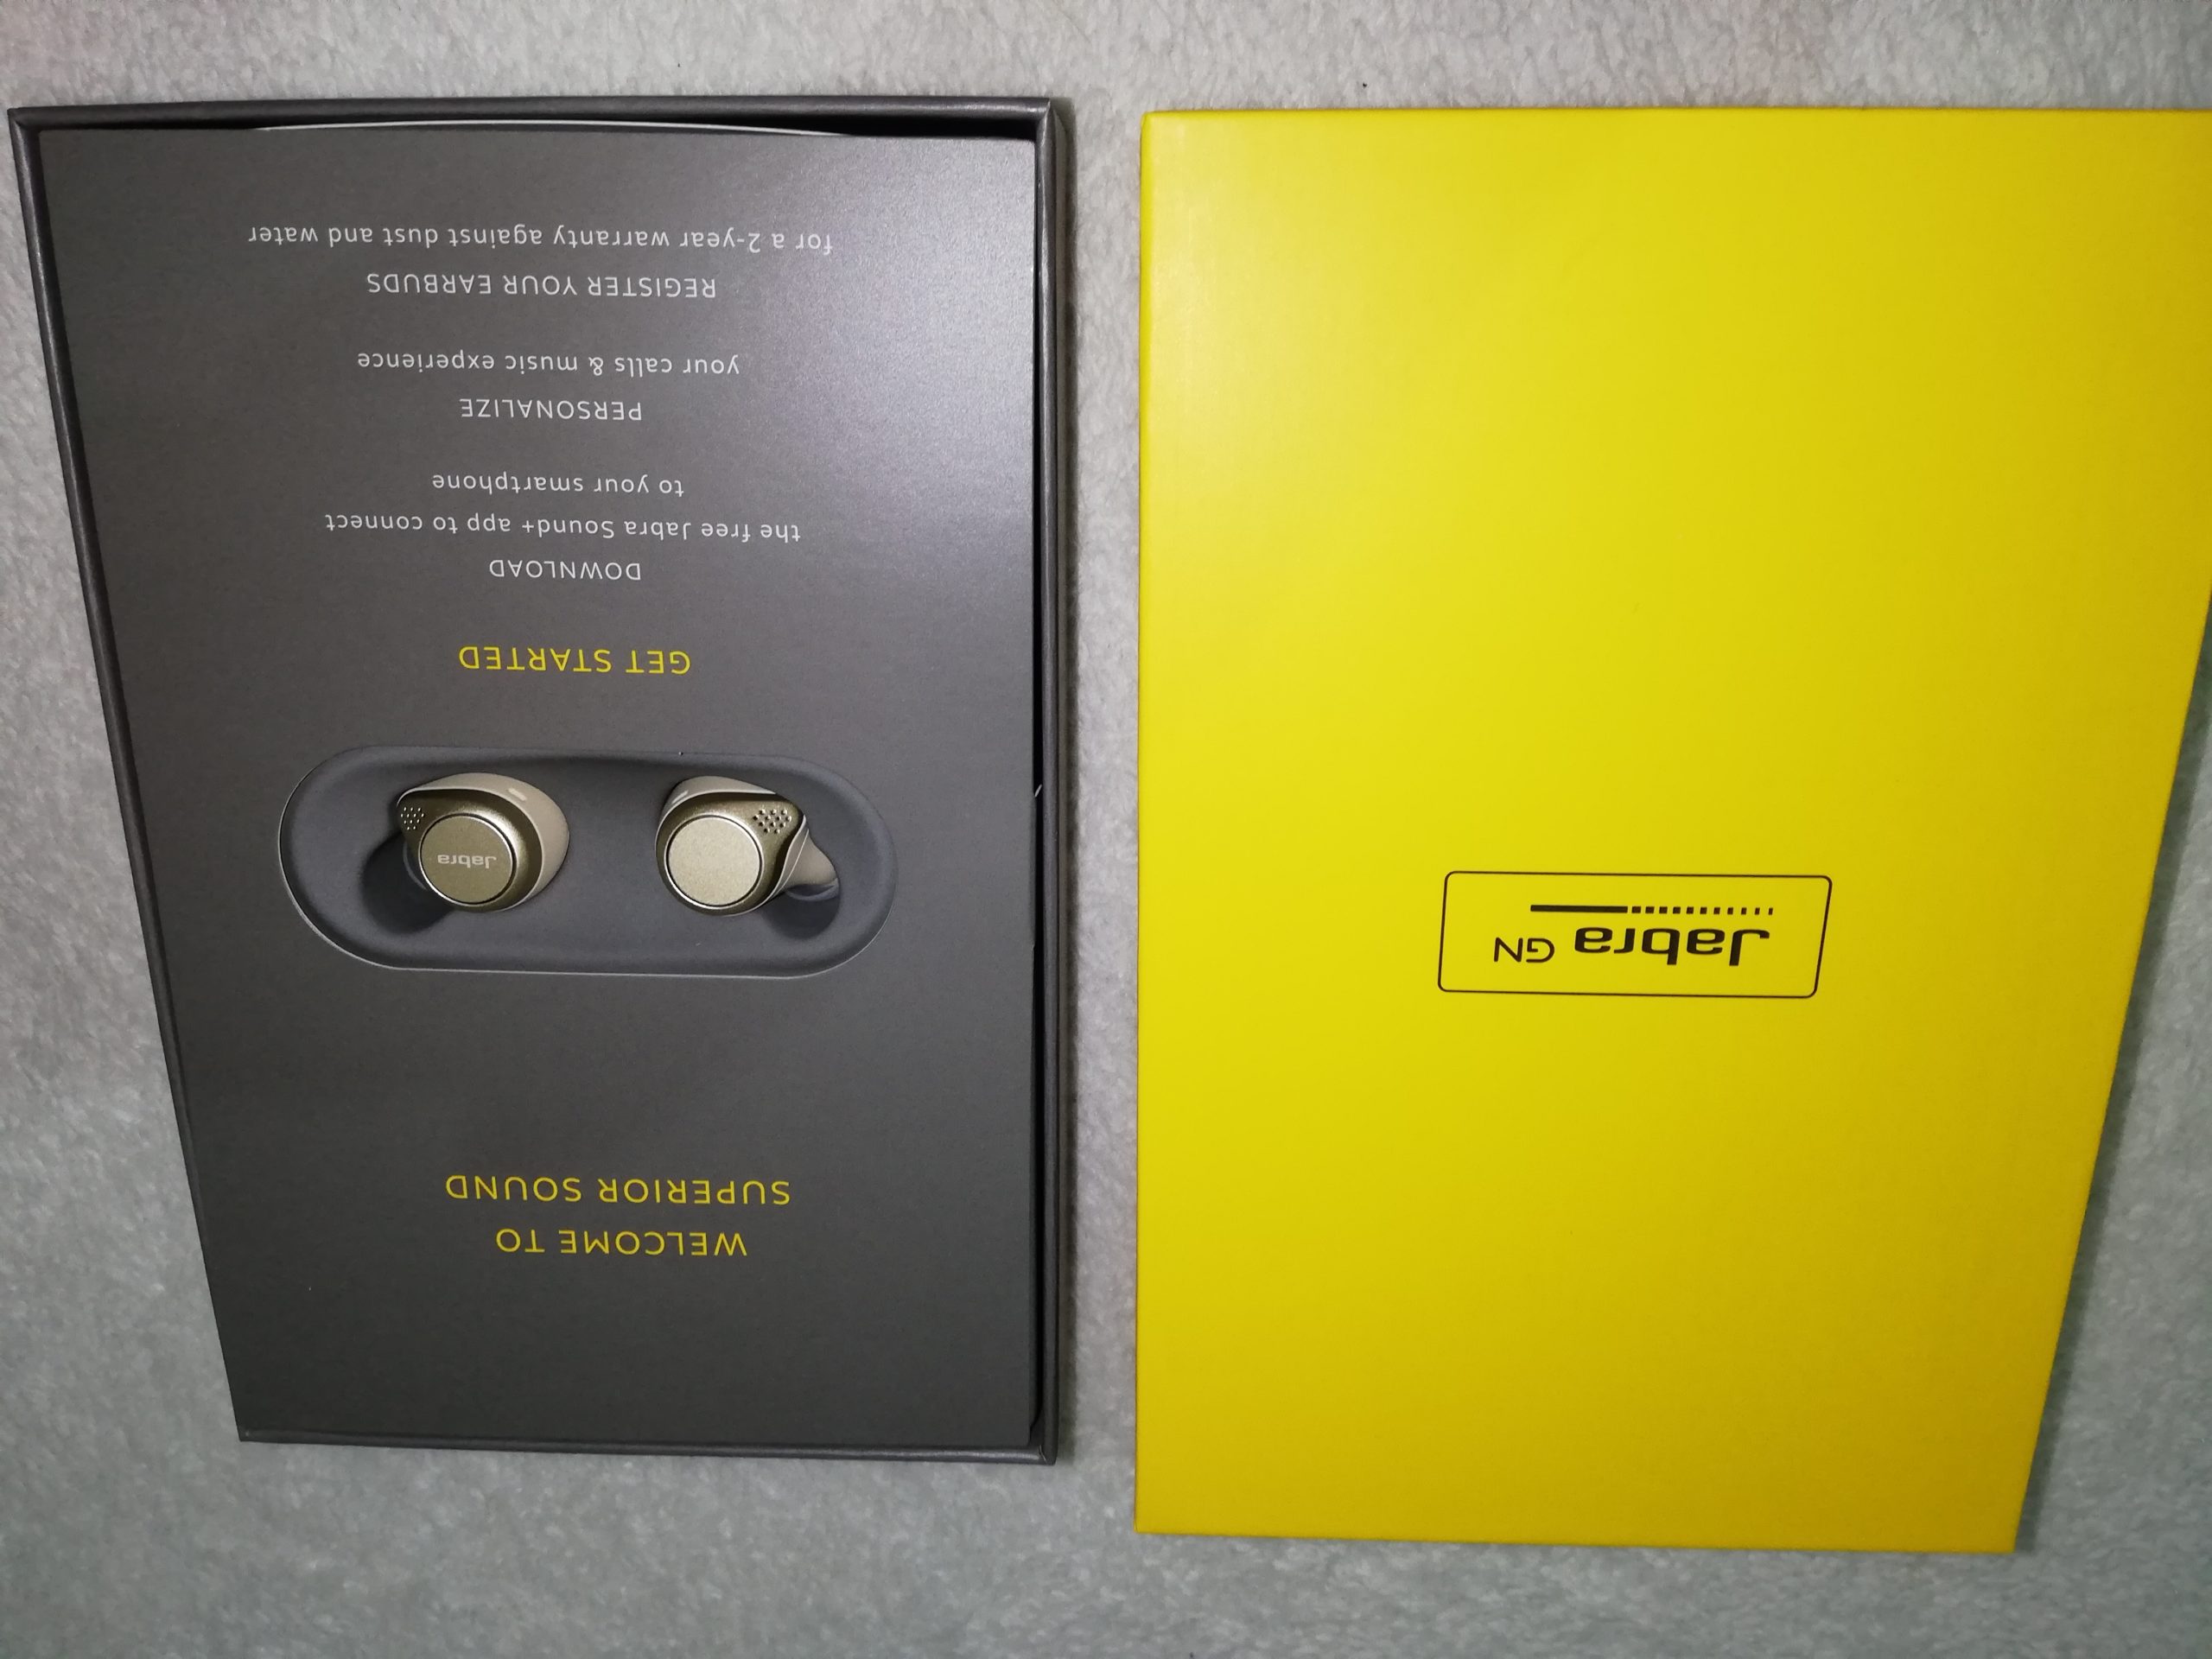 WELCOME TO
SUPERIOR SOUND
Jabra
GET STARTED
DOWNLOAD
the free Jabra Sound+ app to connect
to your smartphone
PERSONALIZE
your calls & music experience
REGISTER YOUR EARBUDS
for a 2-year warranty against dust and water
Jabra GN